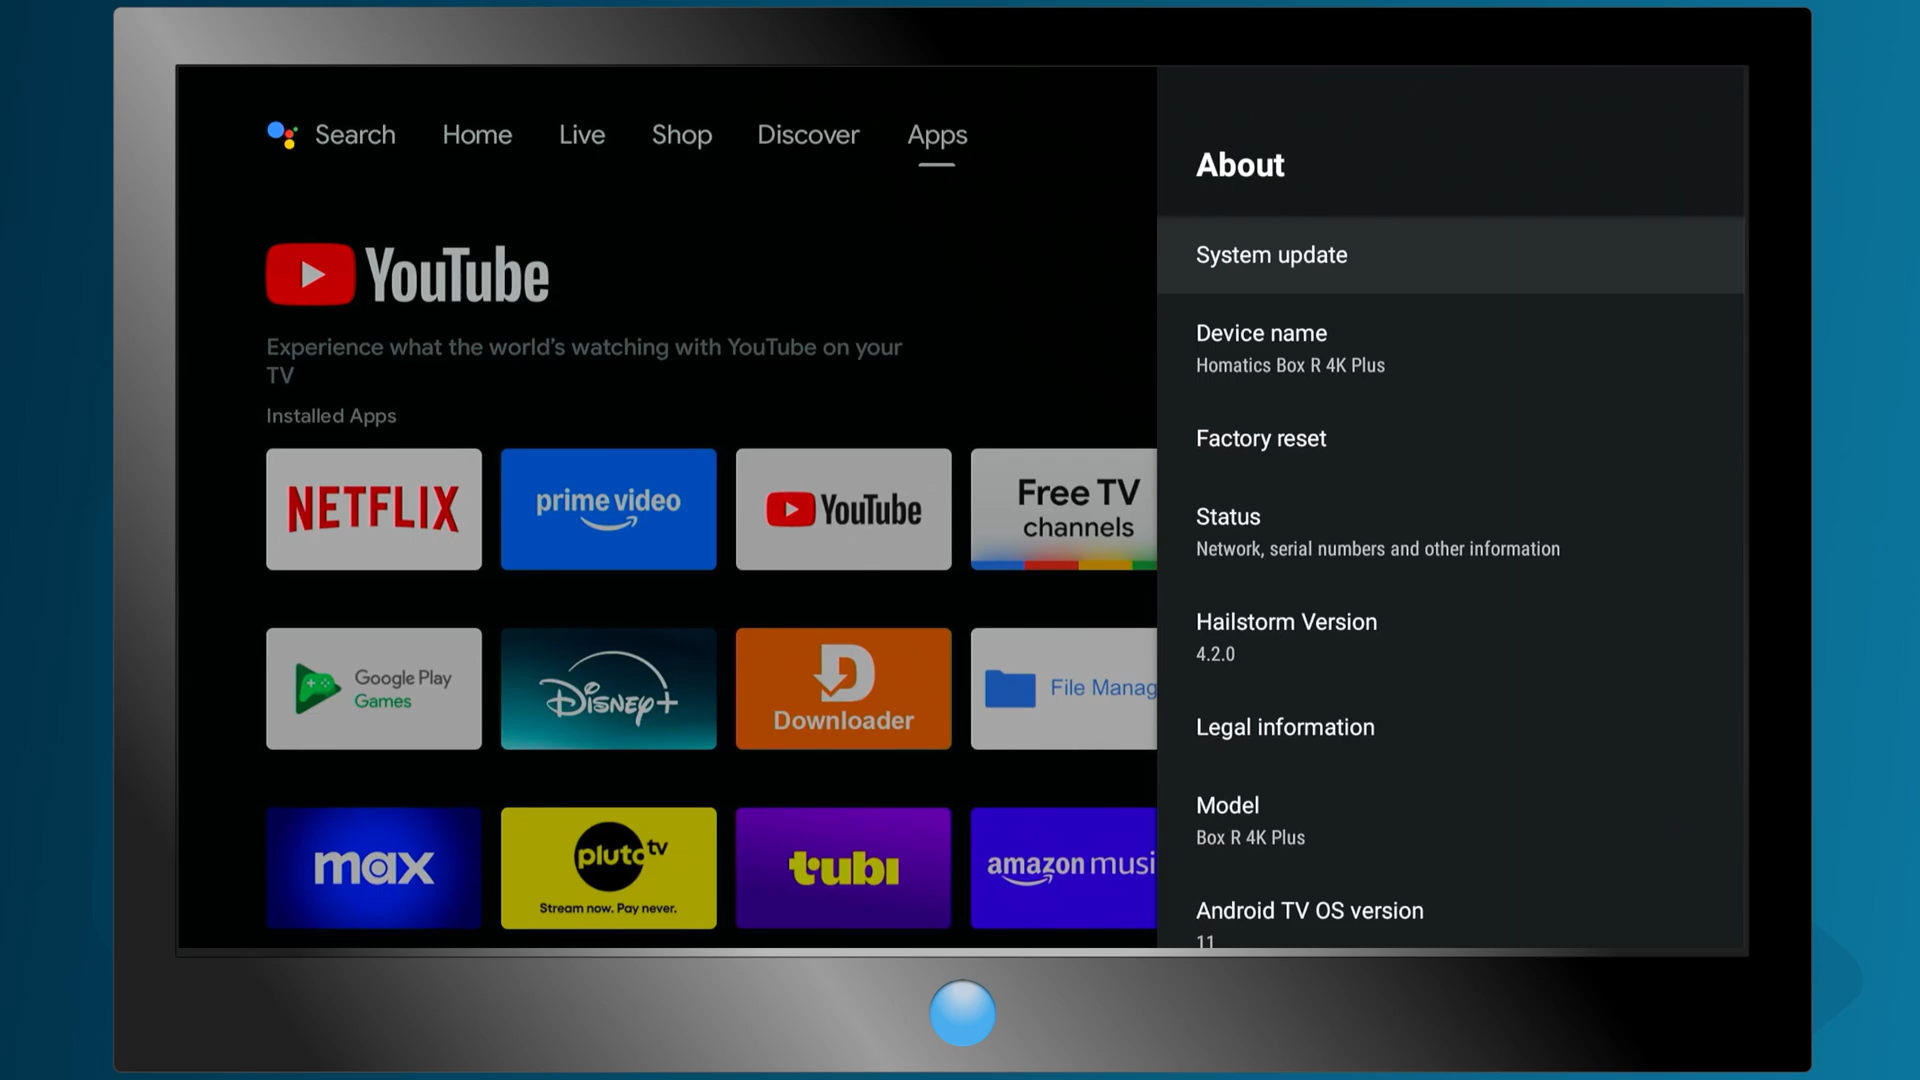 Search Home Live Shop Discover Apps
YouTube
Experience what the world's watching with YouTube on your
TV
Installed Apps
NETFLIX
prime video
YouTube
Free TV
channels
Google Play
Games
Disney+
Downloader
File Manag
max
pluto tv
Stream now. Pay never.
tubi
amazon musi
About
System update
Device name
Homatics Box R 4K Plus
Factory reset
Status
Network, serial numbers and other information
Hailstorm Version
4.2.0
Legal information
Model
Box R 4K Plus
Android TV OS version
11